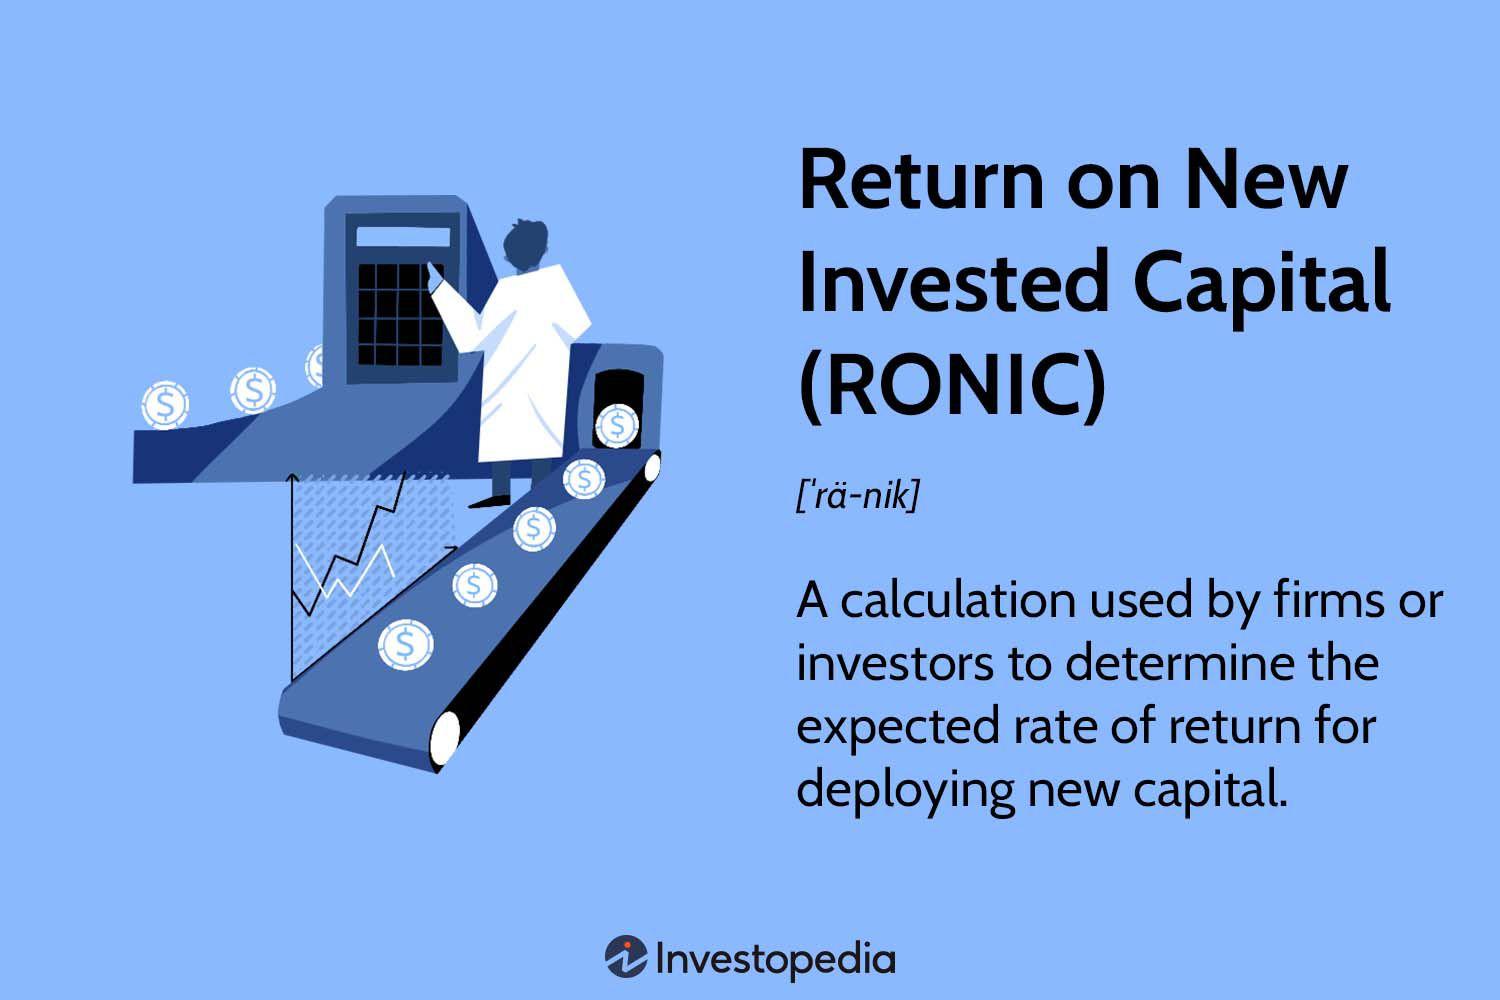 Return on New
Invested Capital
(RONIC)
['rä-nik]
A calculation used by firms or
investors to determine the
expected rate of return for
deploying new capital.
$
$
$
$
$
$
$
$
Investopedia